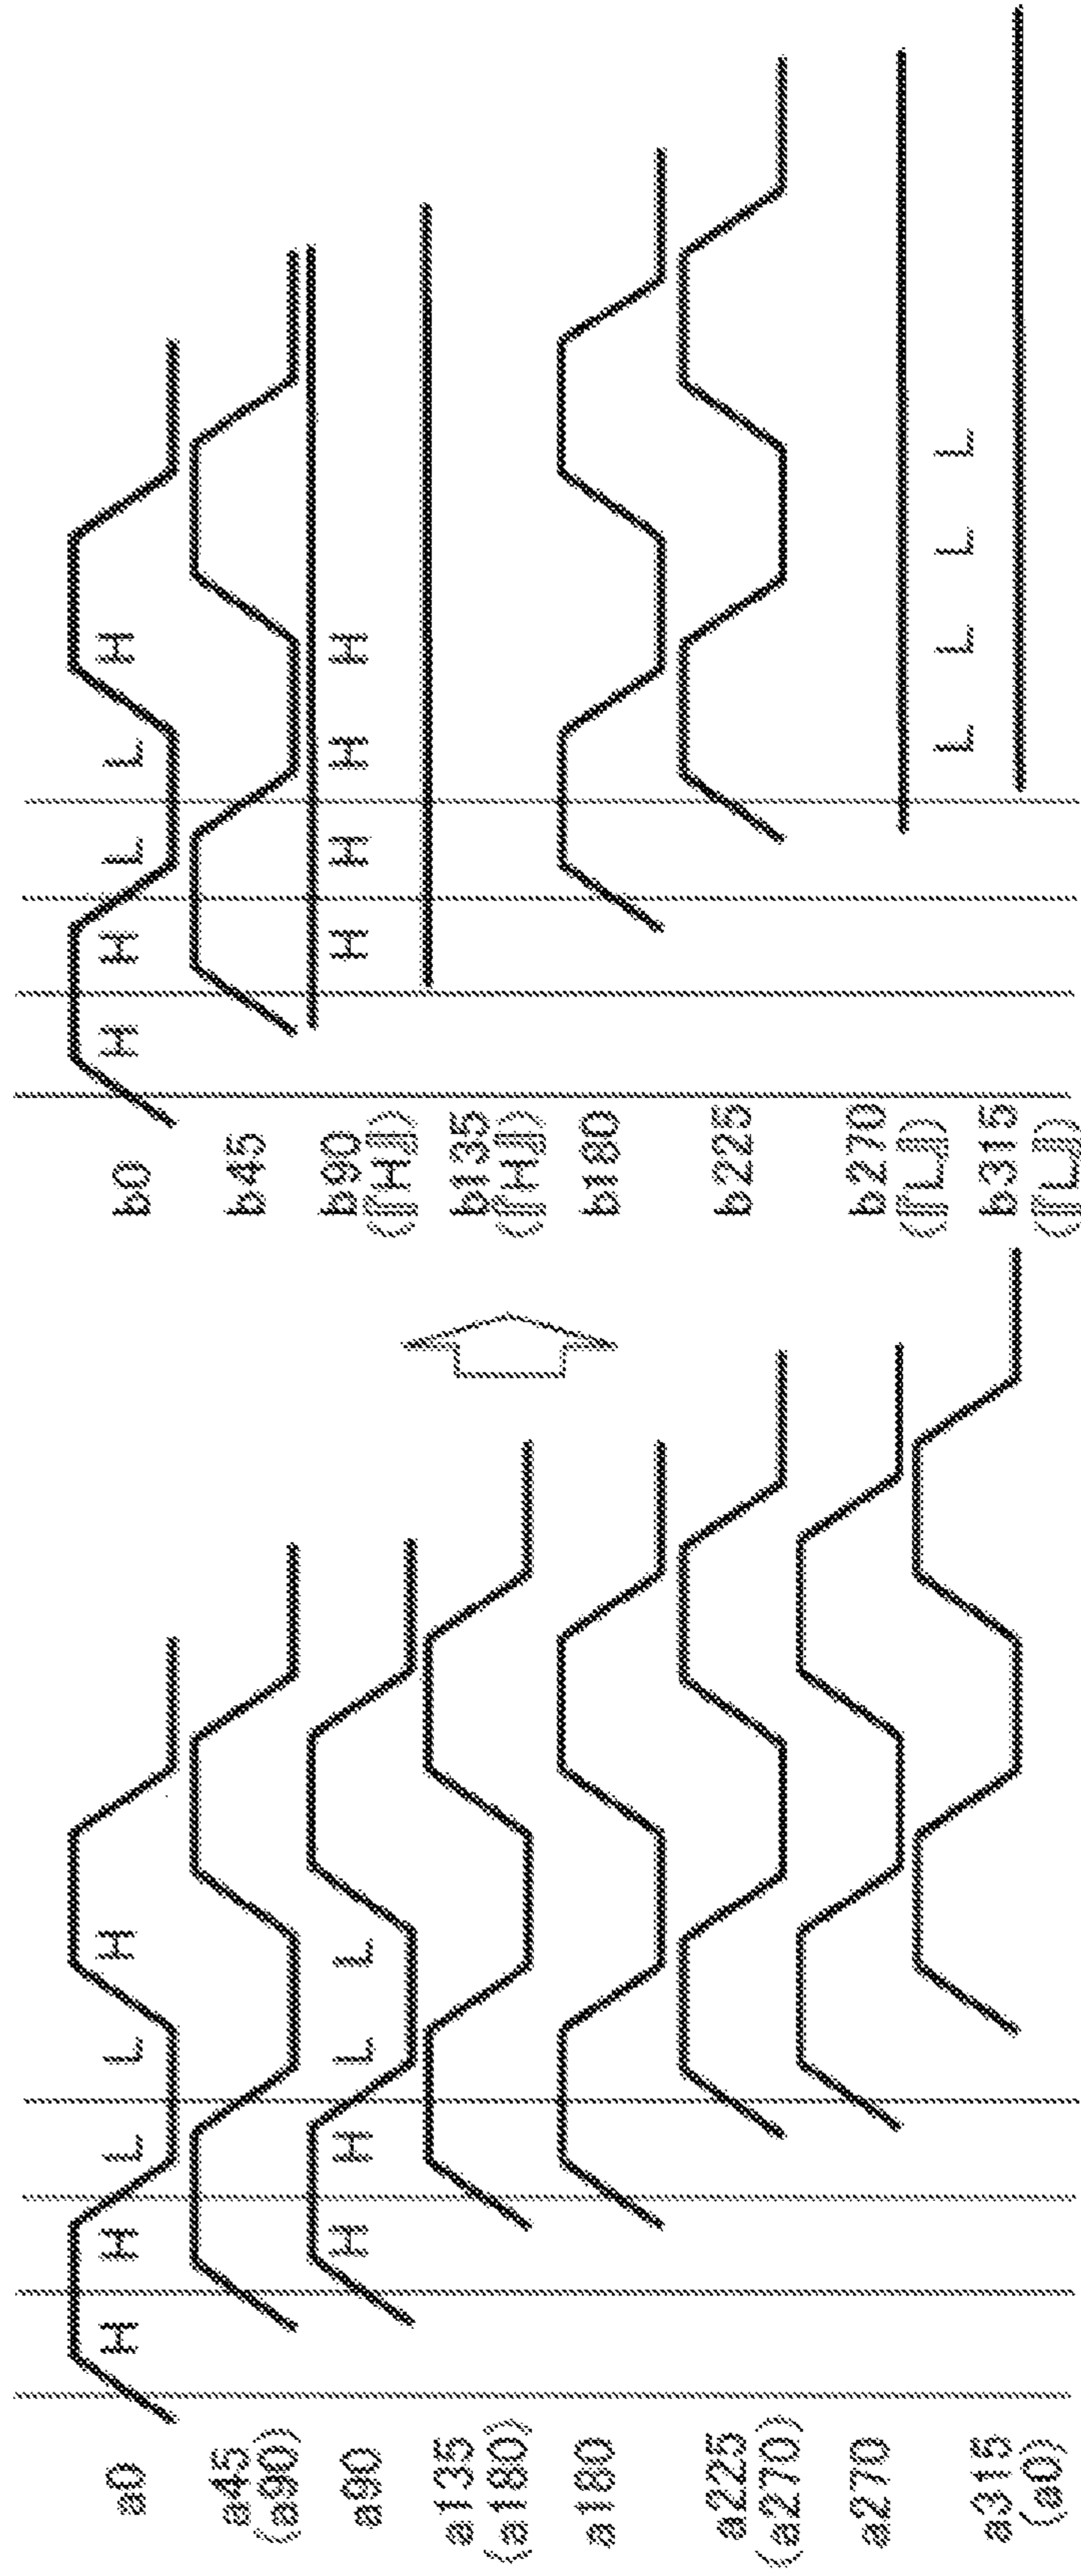 a0 H H L L H
a45
(a90)
a90 H H L L
a135
(a180)
a180
a225
(a270)
a270
a315
(a0)
b0 H H L L H
b45
b90 H H H H
(「H」)
b135
(「H」)
b180
b225
b270
(「L」) L L L L
b315
(「L」)